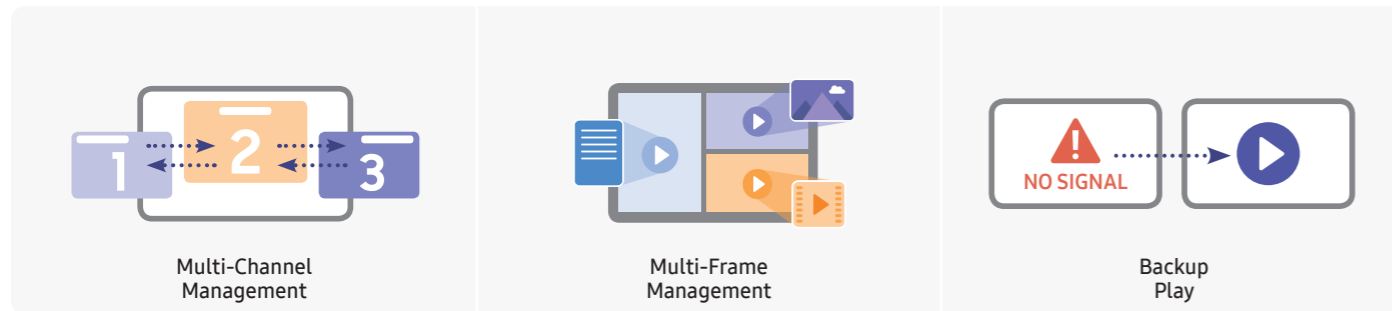 1
2
3
NO SIGNAL
Multi-Channel
Management
Multi-Frame
Management
Backup
Play